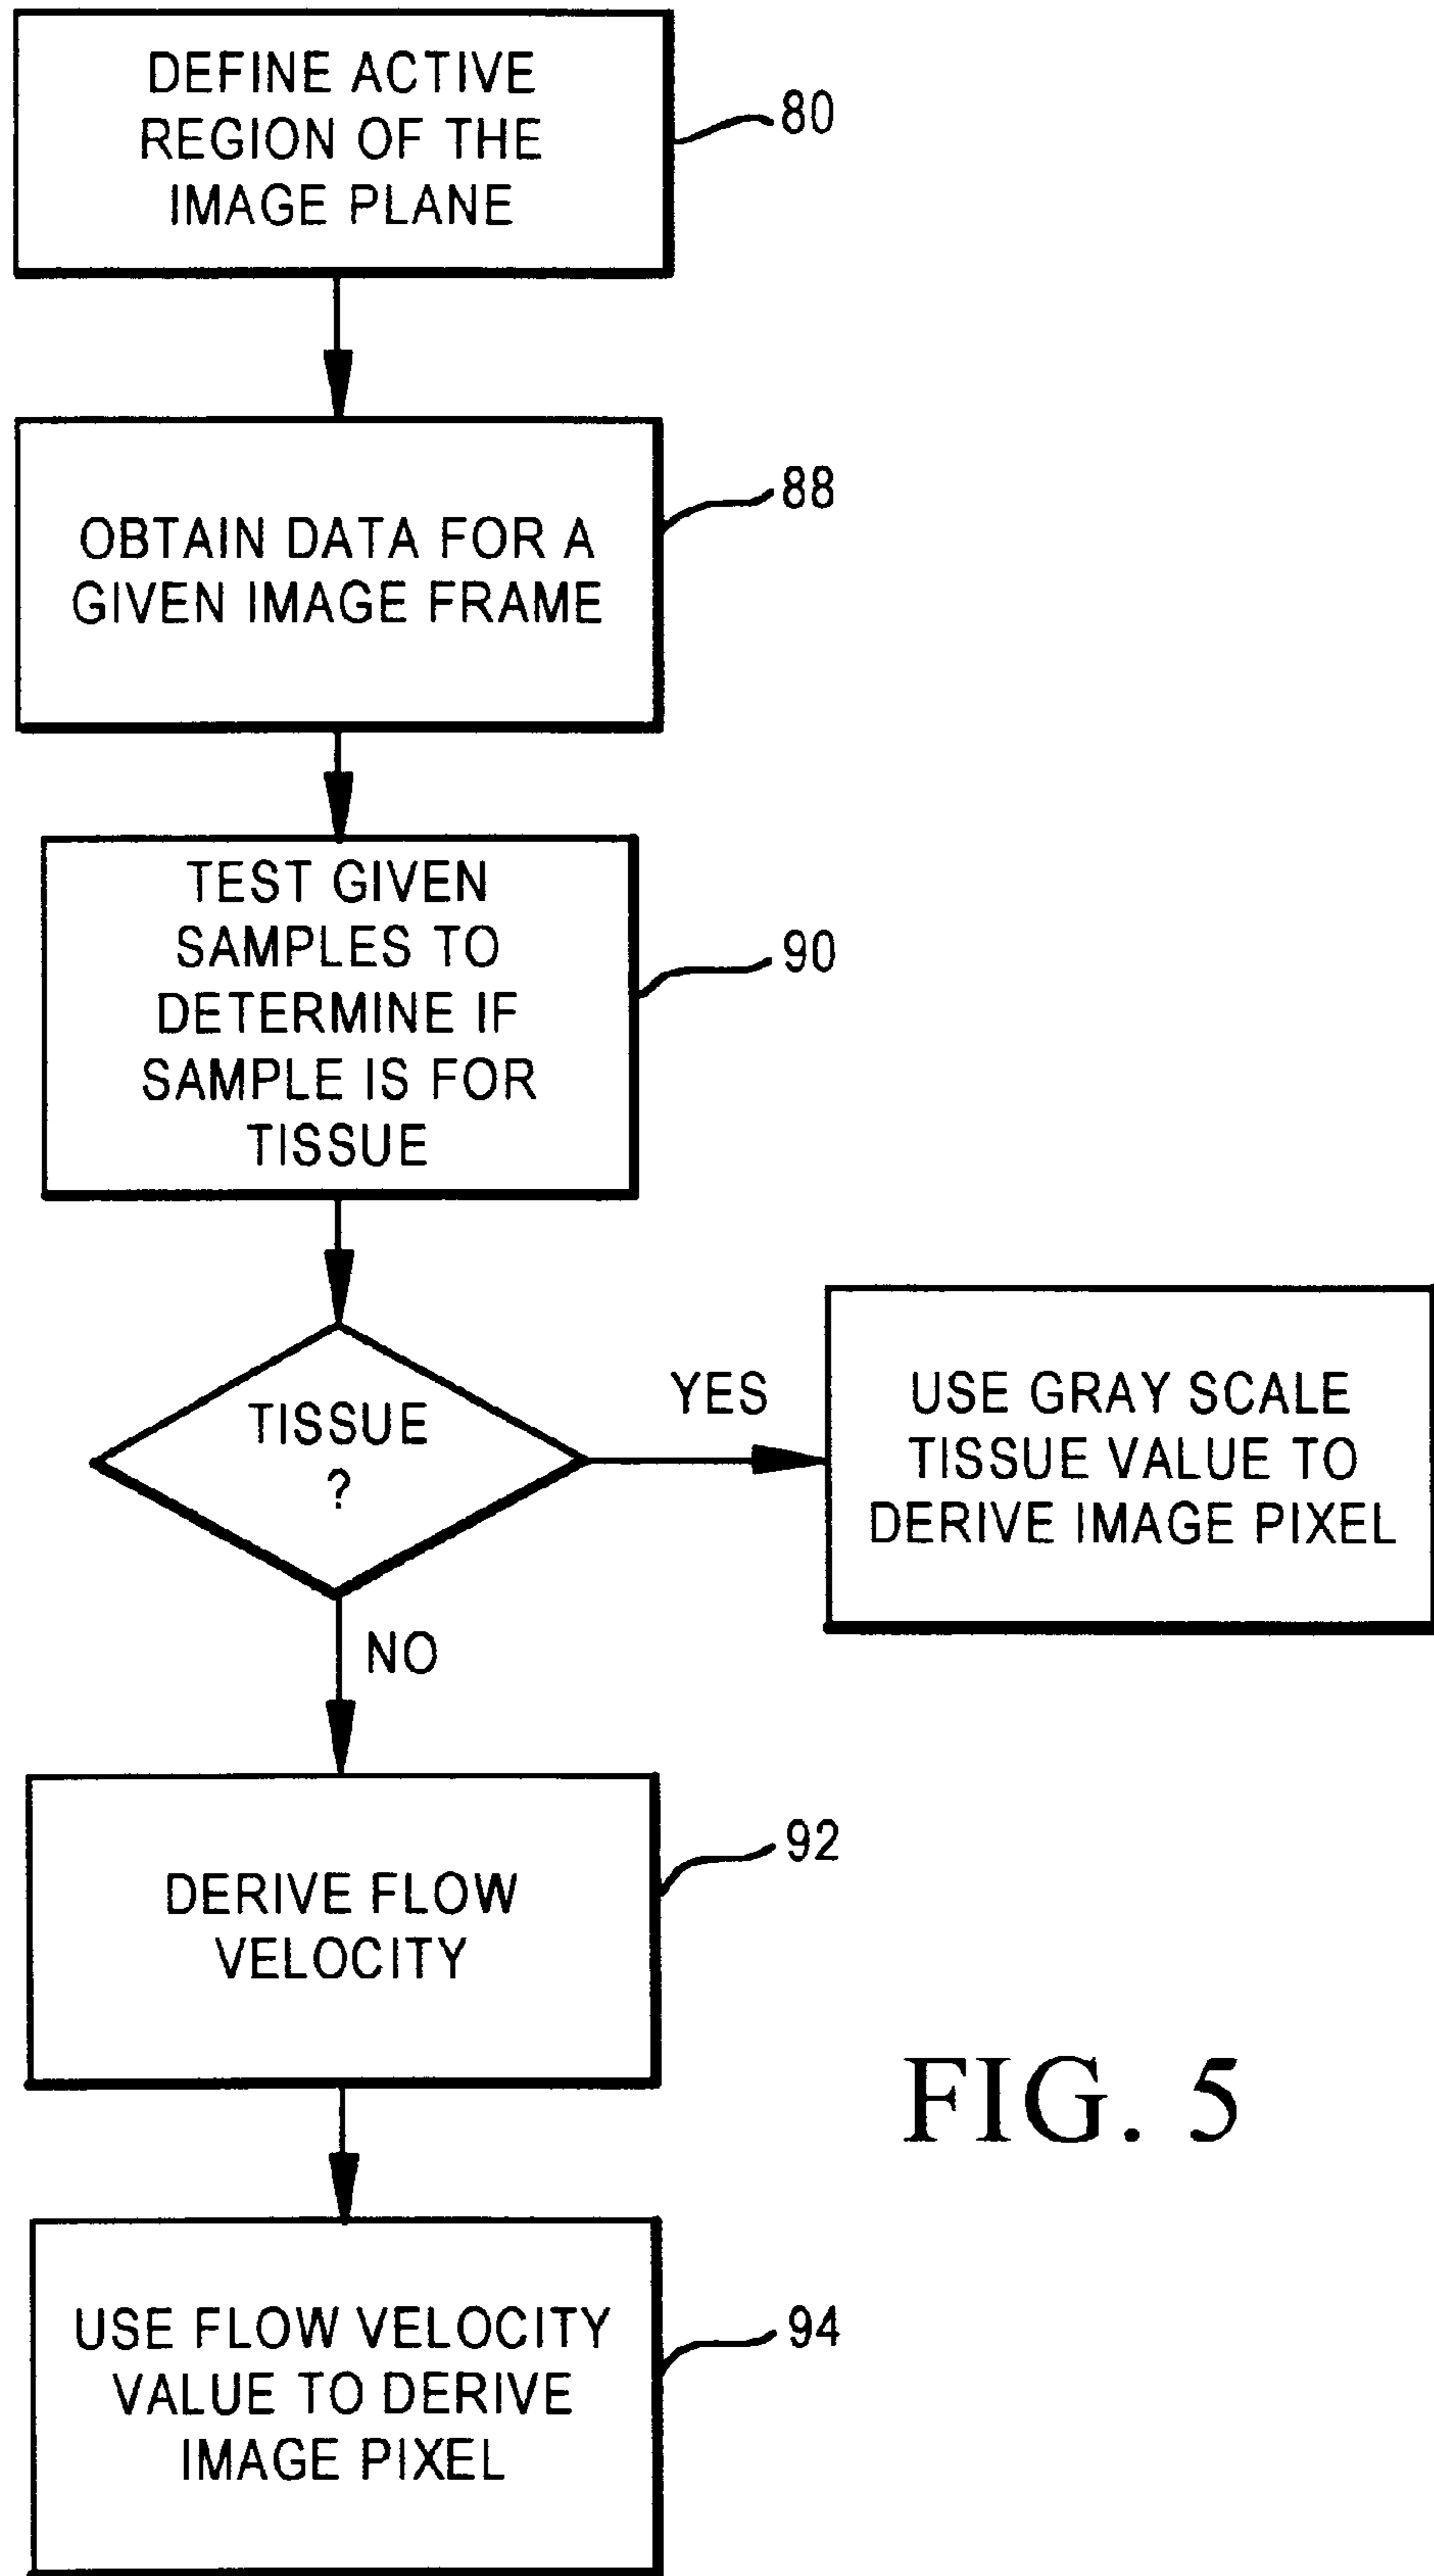 DEFINE ACTIVE
REGION OF THE
IMAGE PLANE
80
OBTAIN DATA FOR A
GIVEN IMAGE FRAME
88
TEST GIVEN
SAMPLES TO
DETERMINE IF
SAMPLE IS FOR
TISSUE
90
TISSUE
?
YES
USE GRAY SCALE
TISSUE VALUE TO
DERIVE IMAGE PIXEL
NO
DERIVE FLOW
VELOCITY
92
USE FLOW VELOCITY
VALUE TO DERIVE
IMAGE PIXEL
94
FIG. 5